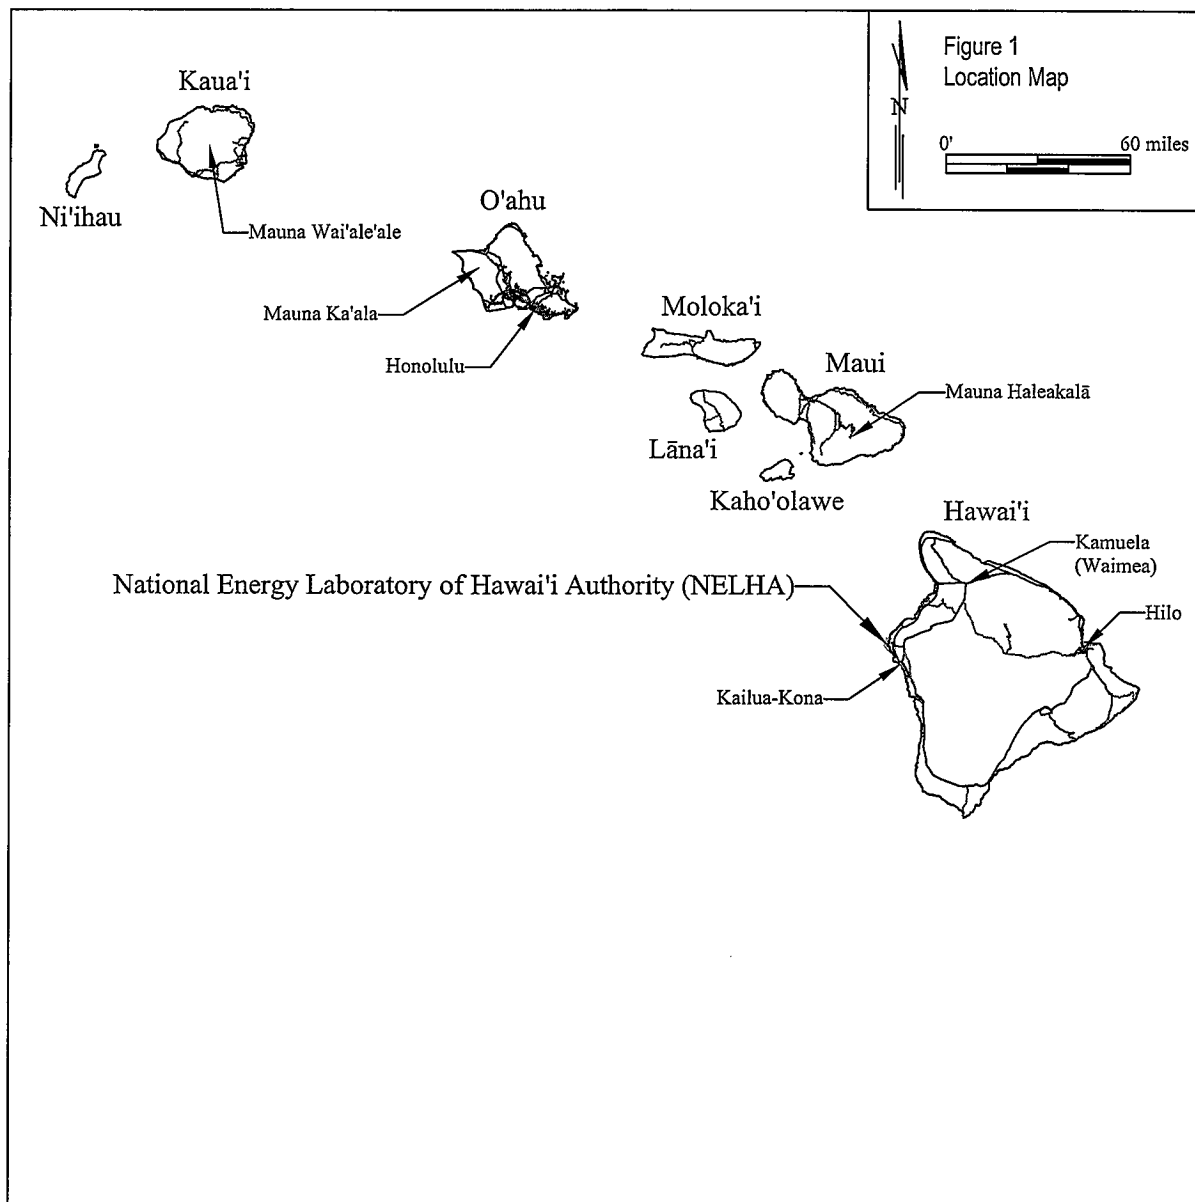 Figure 1
Location Map
N
0' 60 miles
Kaua'i
Ni'ihau
Mauna Wai'ale'ale
O'ahu
Mauna Ka'ala
Honolulu
Moloka'i
Maui
Mauna Haleakalā
Lāna'i
Kaho'olawe
Hawai'i
Kamuela
(Waimea)
National Energy Laboratory of Hawai'i Authority (NELHA)
Hilo
Kailua-Kona